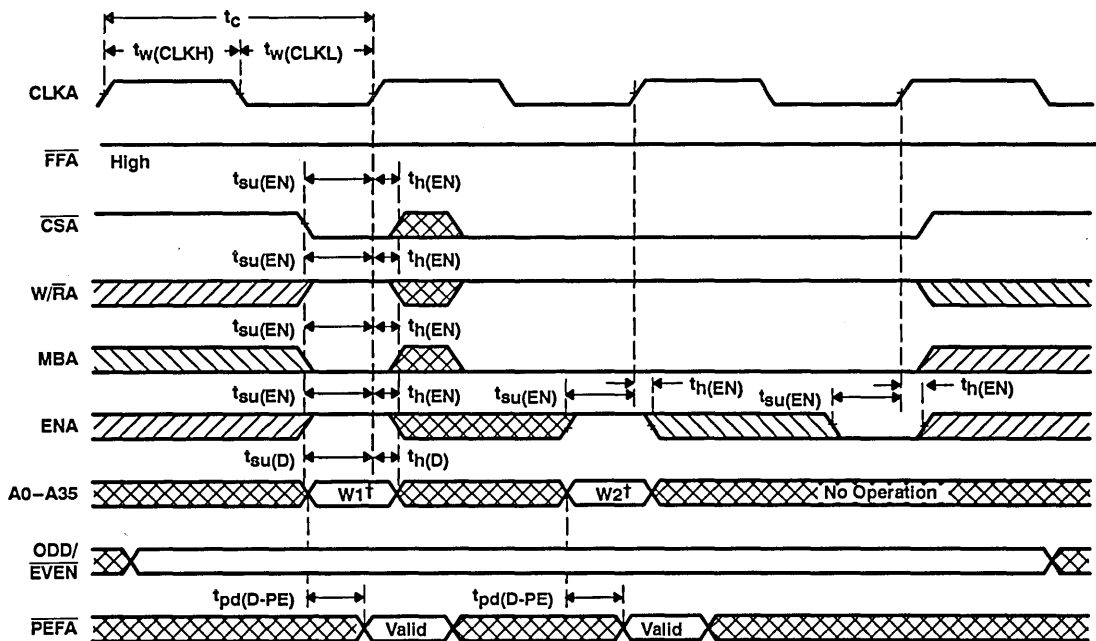 tc
tw(CLKH) tw(CLKL)
CLKA
FFA High
tsu(EN) th(EN)
CSA
tsu(EN) th(EN)
W/RA
tsu(EN) th(EN)
MBA
tsu(EN) th(EN) tsu(EN) th(EN) tsu(EN) th(EN)
ENA
tsu(D) th(D)
A0–A35 W1† W2† No Operation
ODD/
EVEN
tpd(D-PE) tpd(D-PE)
PEFA Valid Valid